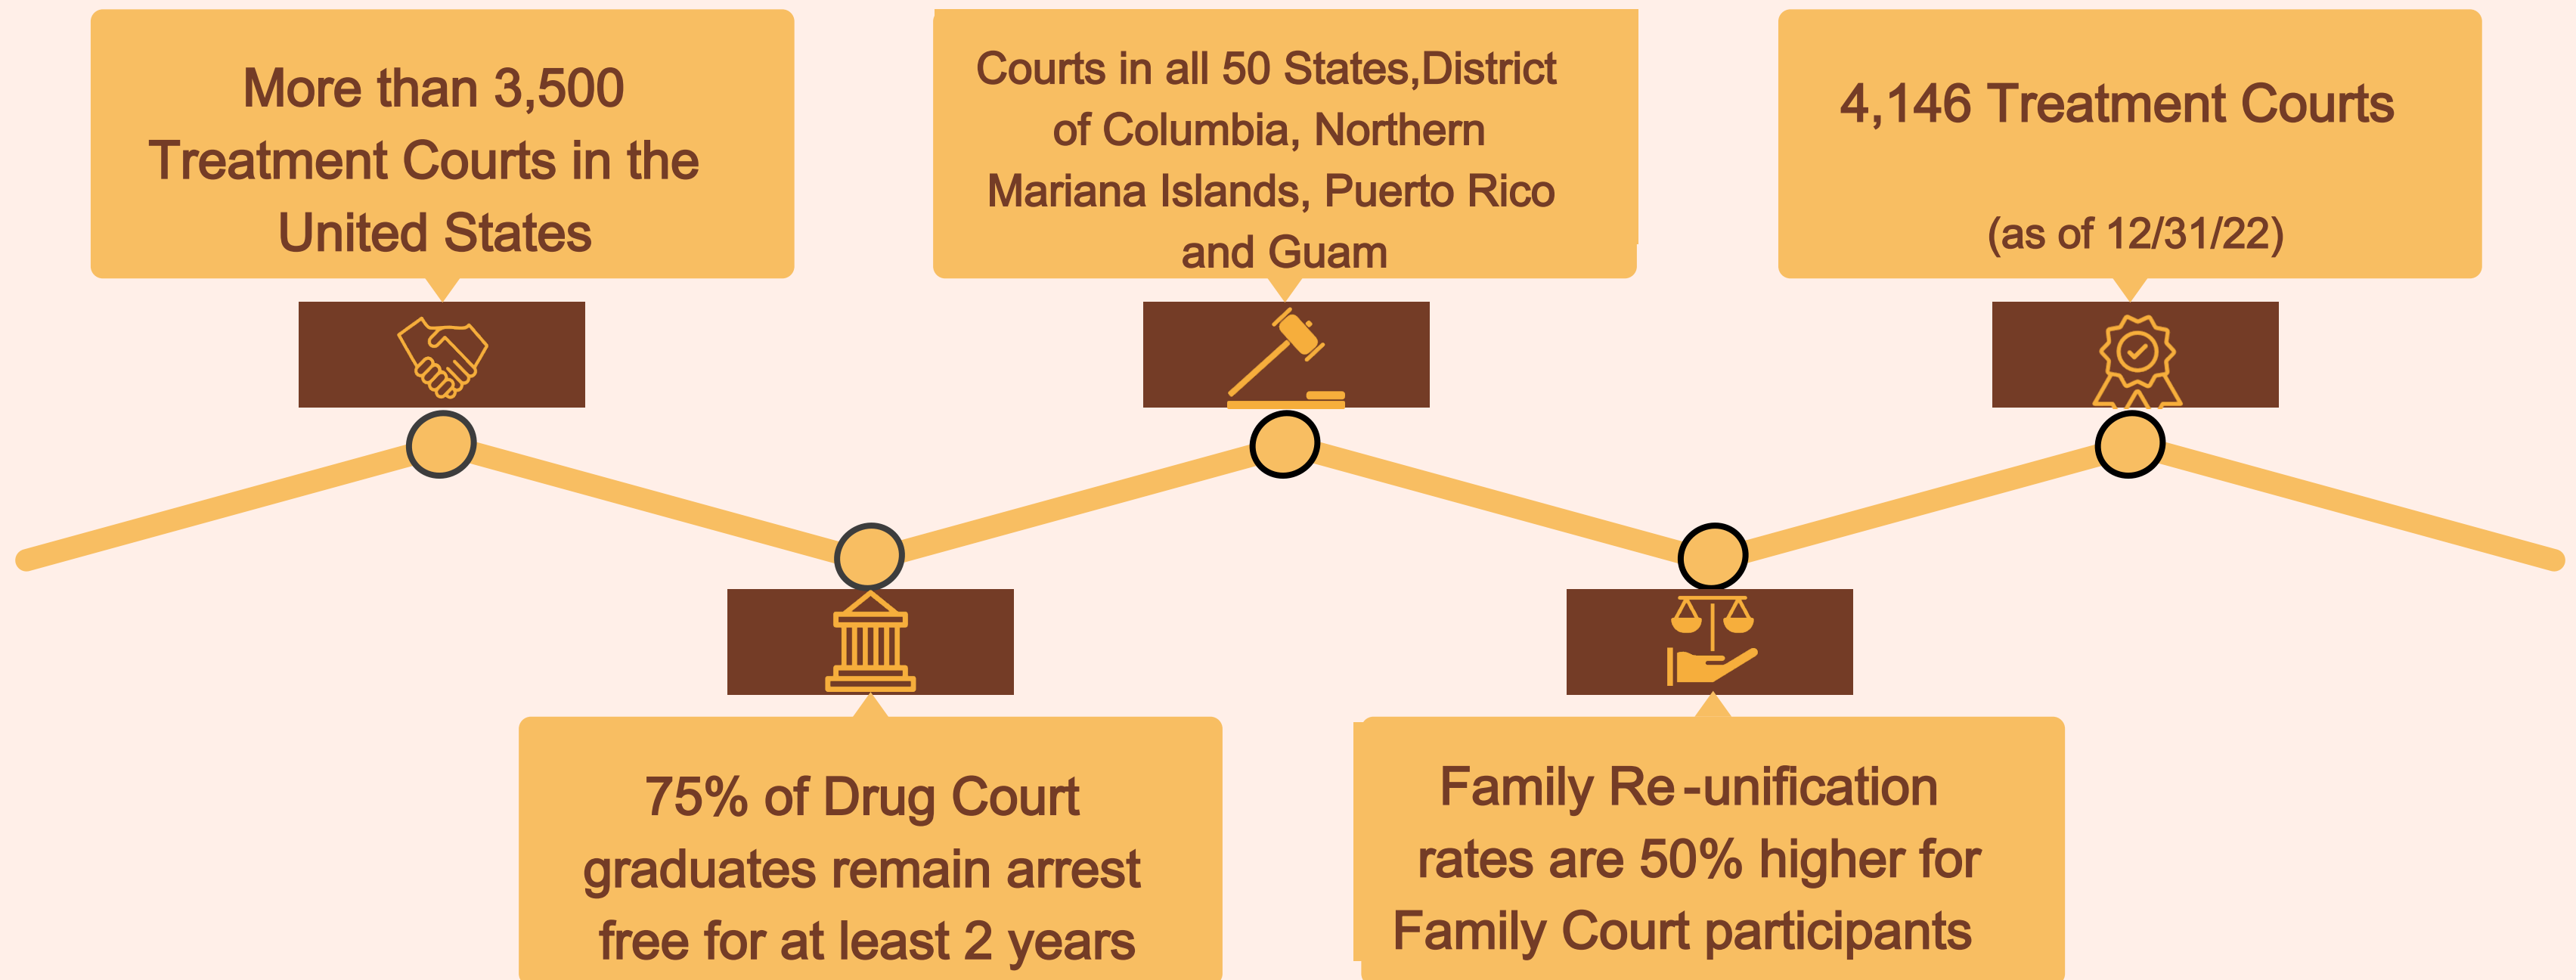 More than 3,500
Treatment Courts in the
United States
Courts in all 50 States,District
of Columbia, Northern
Mariana Islands, Puerto Rico
and Guam
4,146 Treatment Courts
(as of 12/31/22)
75% of Drug Court
graduates remain arrest
free for at least 2 years
Family Re-unification
rates are 50% higher for
Family Court participants